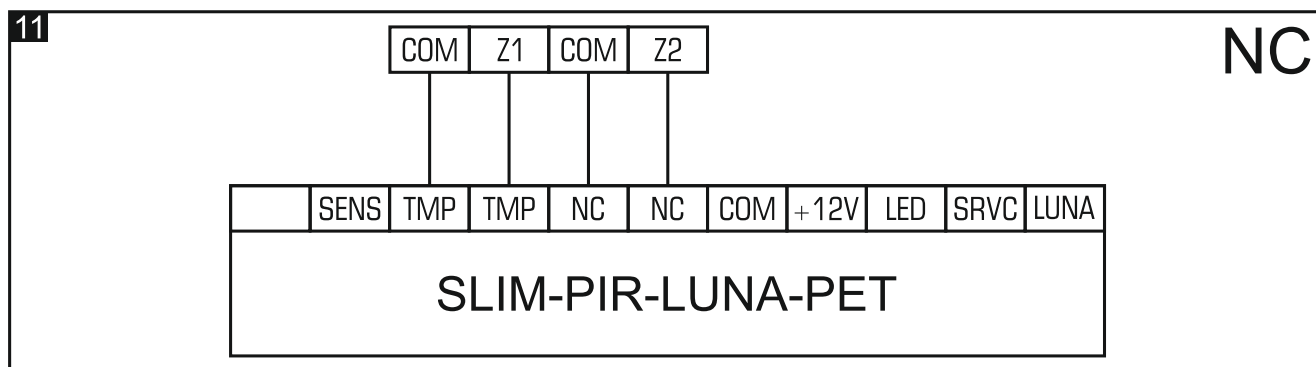 11
NC
COM Z1 COM Z2
SENS TMP TMP NC NC COM +12V LED SRVC LUNA
SLIM-PIR-LUNA-PET